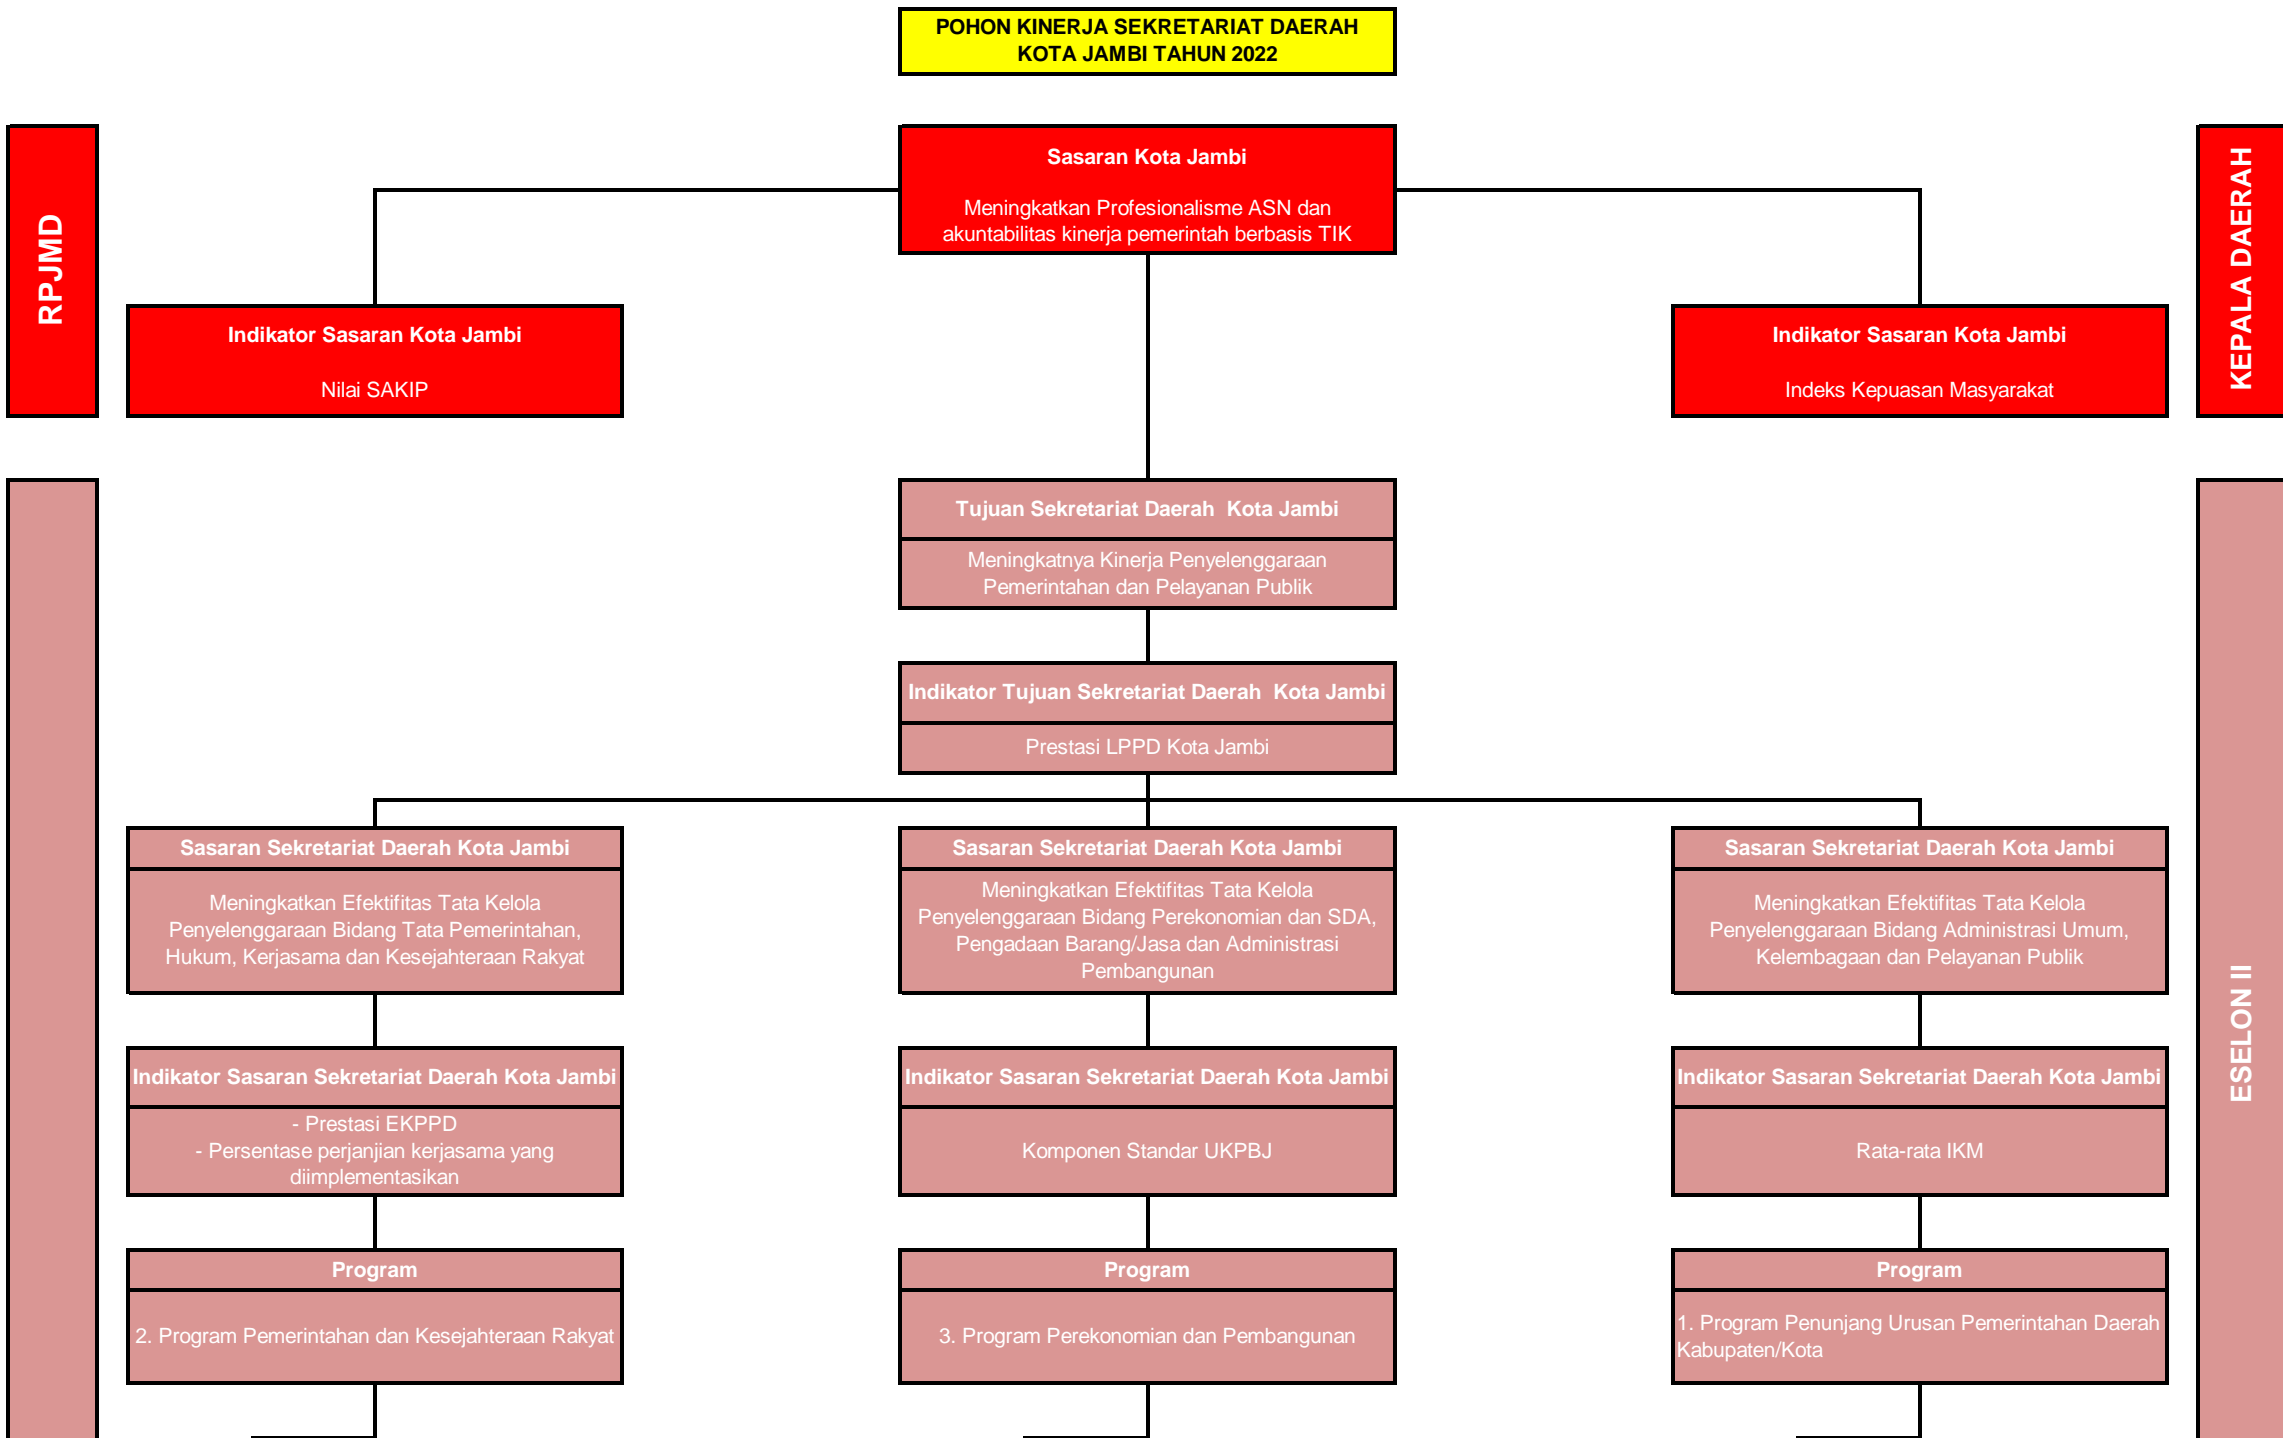 POHON KINERJA SEKRETARIAT DAERAH
KOTA JAMBI TAHUN 2022
RPJMD
KEPALA DAERAH
Sasaran Kota Jambi
Meningkatkan Profesionalisme ASN dan
akuntabilitas kinerja pemerintah berbasis TIK
Indikator Sasaran Kota Jambi
Nilai SAKIP
Indikator Sasaran Kota Jambi
Indeks Kepuasan Masyarakat
Tujuan Sekretariat Daerah  Kota Jambi
Meningkatnya Kinerja Penyelenggaraan
Pemerintahan dan Pelayanan Publik
Indikator Tujuan Sekretariat Daerah  Kota Jambi
Prestasi LPPD Kota Jambi
Sasaran Sekretariat Daerah Kota Jambi
Meningkatkan Efektifitas Tata Kelola
Penyelenggaraan Bidang Tata Pemerintahan,
Hukum, Kerjasama dan Kesejahteraan Rakyat
Sasaran Sekretariat Daerah Kota Jambi
Meningkatkan Efektifitas Tata Kelola
Penyelenggaraan Bidang Perekonomian dan SDA,
Pengadaan Barang/Jasa dan Administrasi
Pembangunan
Sasaran Sekretariat Daerah Kota Jambi
Meningkatkan Efektifitas Tata Kelola
Penyelenggaraan Bidang Administrasi Umum,
Kelembagaan dan Pelayanan Publik
ESELON II
Indikator Sasaran Sekretariat Daerah Kota Jambi
- Prestasi EKPPD
- Persentase perjanjian kerjasama yang
diimplementasikan
Indikator Sasaran Sekretariat Daerah Kota Jambi
Komponen Standar UKPBJ
Indikator Sasaran Sekretariat Daerah Kota Jambi
Rata-rata IKM
Program
2. Program Pemerintahan dan Kesejahteraan Rakyat
Program
3. Program Perekonomian dan Pembangunan
Program
1. Program Penunjang Urusan Pemerintahan Daerah
Kabupaten/Kota